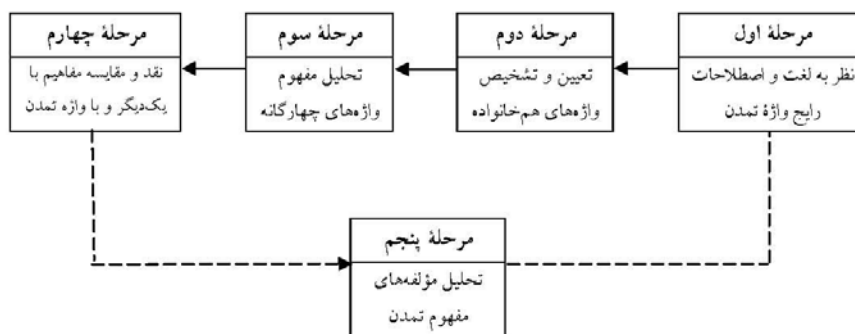 مرحلهٔ اول
نظر به لغت و اصطلاحات
رایج واژهٔ تمدن
مرحلهٔ دوم
تعیین و تشخیص
واژه‌های هم‌خانواده
مرحلهٔ سوم
تحلیل مفهوم
واژه‌های چهارگانه
مرحلهٔ چهارم
نقد و مقایسه مفاهیم با
یک‌دیگر و با واژه تمدن
مرحلهٔ پنجم
تحلیل مؤلفه‌های
مفهوم تمدن